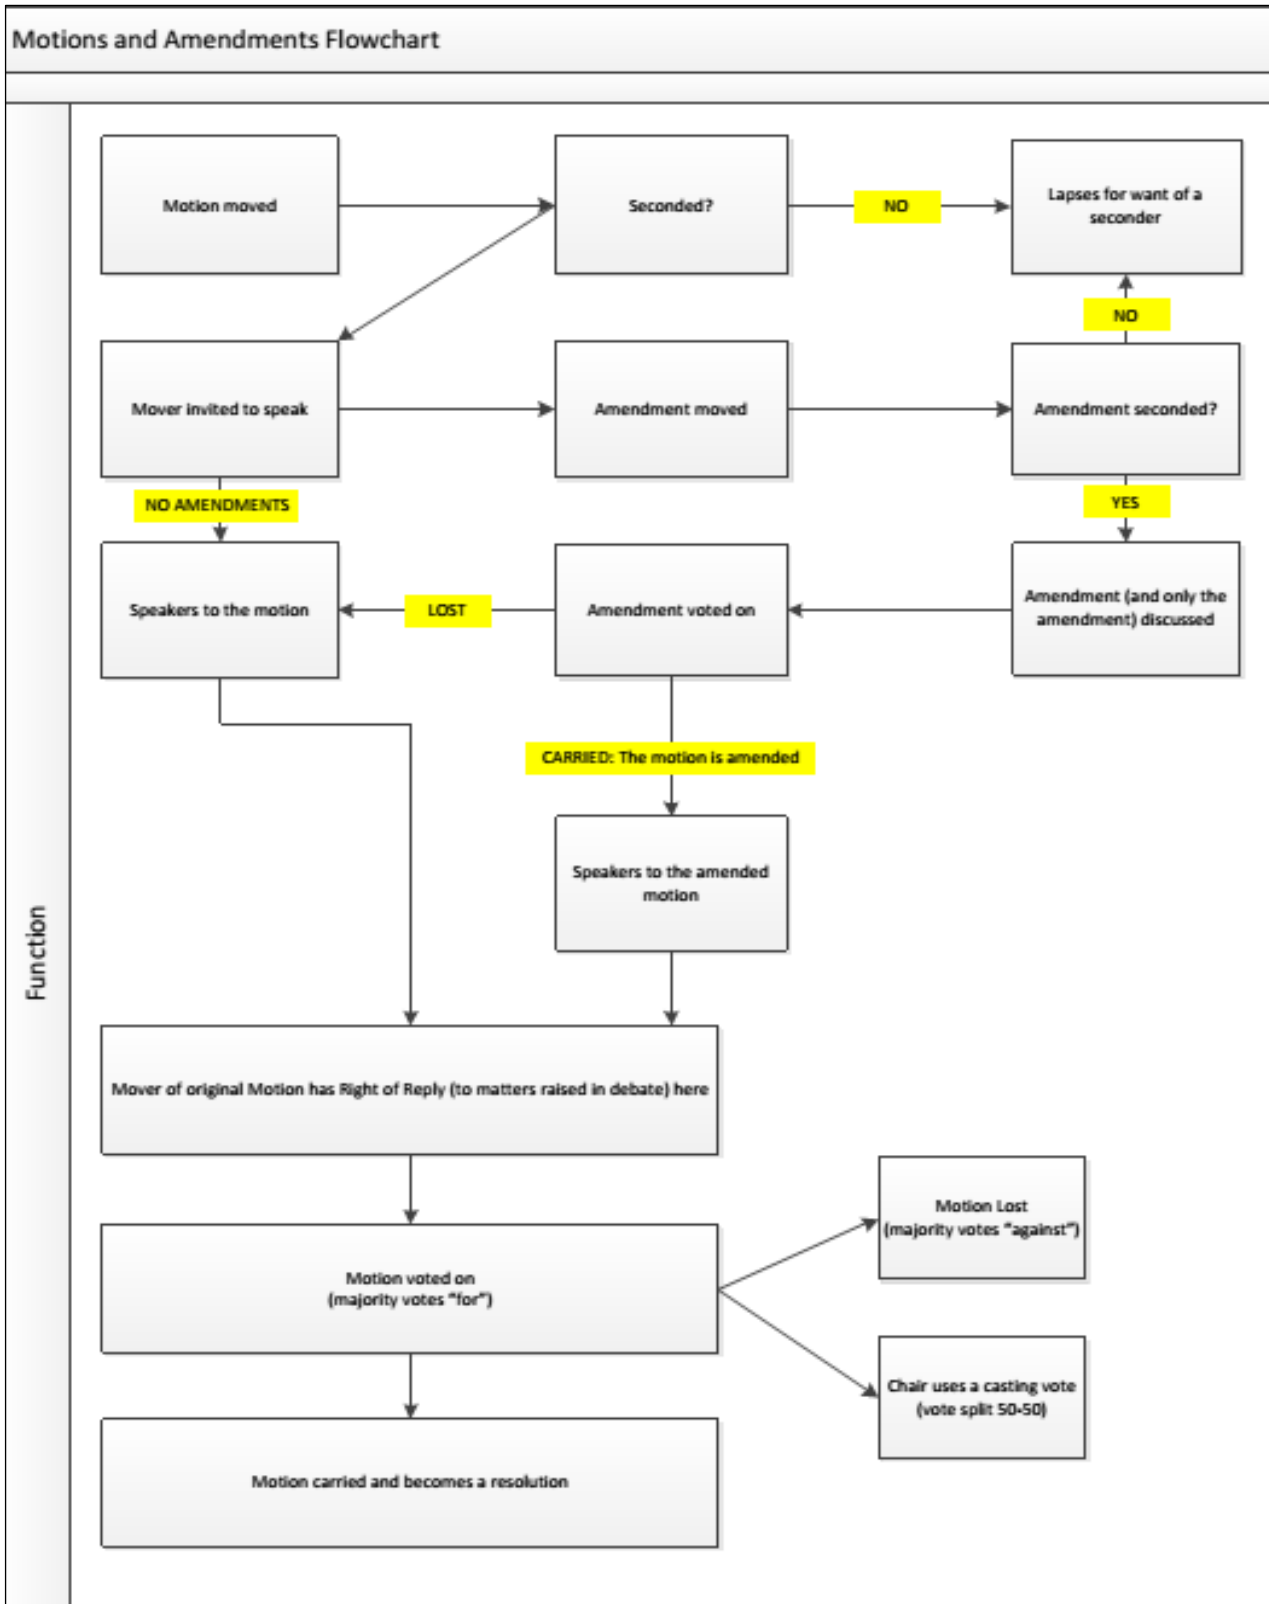 Motions and Amendments Flowchart
Motion moved
Seconded?
NO
Lapses for want of a
seconder
NO
Mover invited to speak
Amendment moved
Amendment seconded?
NO AMENDMENTS
YES
Speakers to the motion
LOST
Amendment voted on
Amendment (and only the
amendment) discussed
CARRIED: The motion is amended
Speakers to the amended
motion
Function
Mover of original Motion has Right of Reply (to matters raised in debate) here
Motion Lost
(majority votes “against”)
Motion voted on
(majority votes “for”)
Chair uses a casting vote
(vote split 50-50)
Motion carried and becomes a resolution